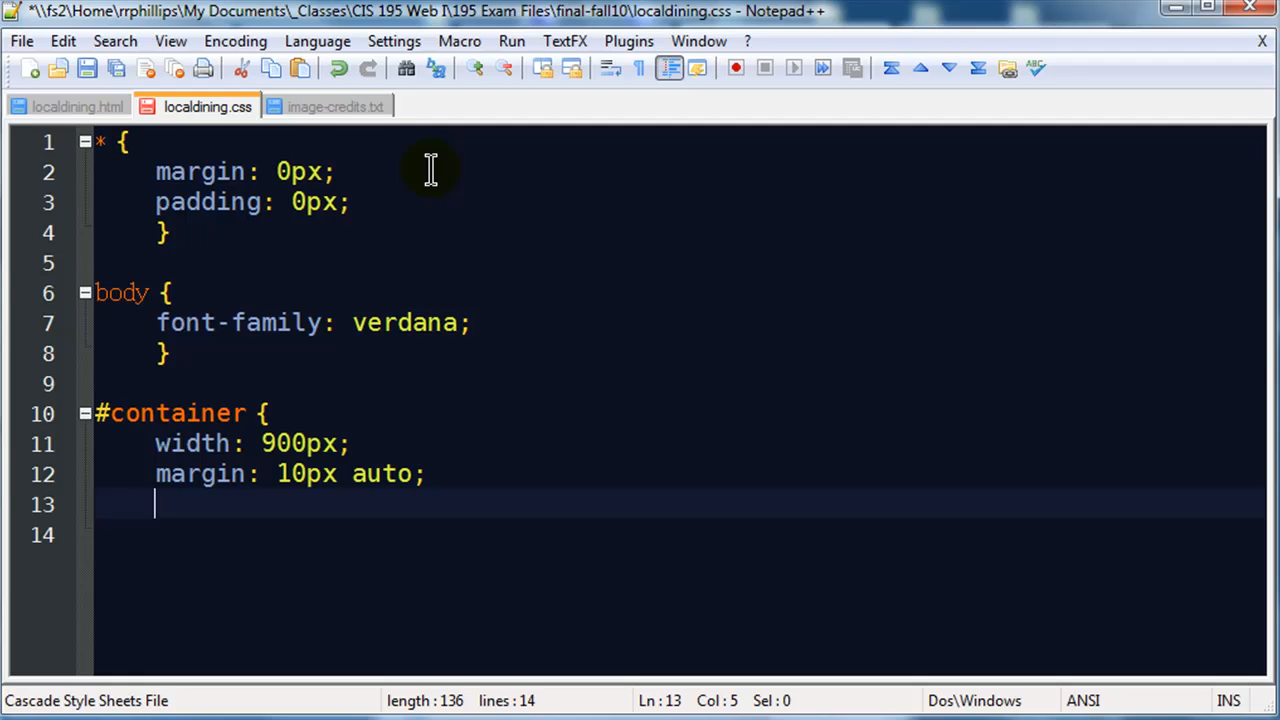 *\\fs2\Home\rrphillips\My Documents\_Classes\CIS 195 Web I\195 Exam Files\final-fall10\localdining.css - Notepad++
File Edit Search View Encoding Language Settings Macro Run TextFX Plugins Window ? X
localdining.html localdining.css image-credits.txt
1 * {
2 margin: 0px;
3 padding: 0px;
4 }
5
6 body {
7 font-family: verdana;
8 }
9
10 #container {
11 width: 900px;
12 margin: 10px auto;
13
14
Cascade Style Sheets File length:136 lines:14 Ln:13 Col:5 Sel:0 Dos\Windows ANSI INS